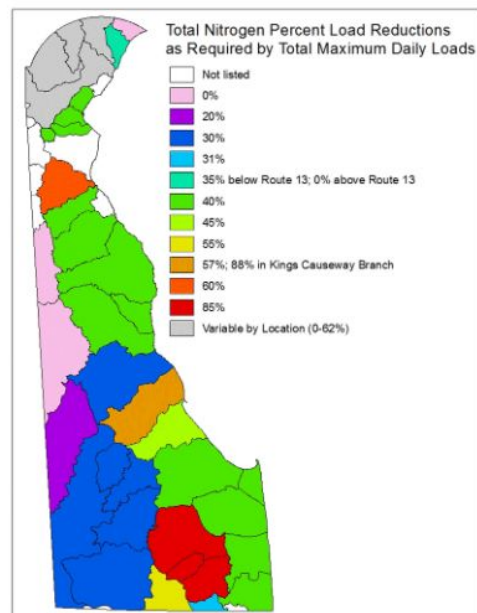 Total Nitrogen Percent Load Reductions
as Required by Total Maximum Daily Loads
Not listed
0%
20%
30%
31%
35% below Route 13; 0% above Route 13
40%
45%
55%
57%; 88% in Kings Causeway Branch
60%
85%
Variable by Location (0-62%)